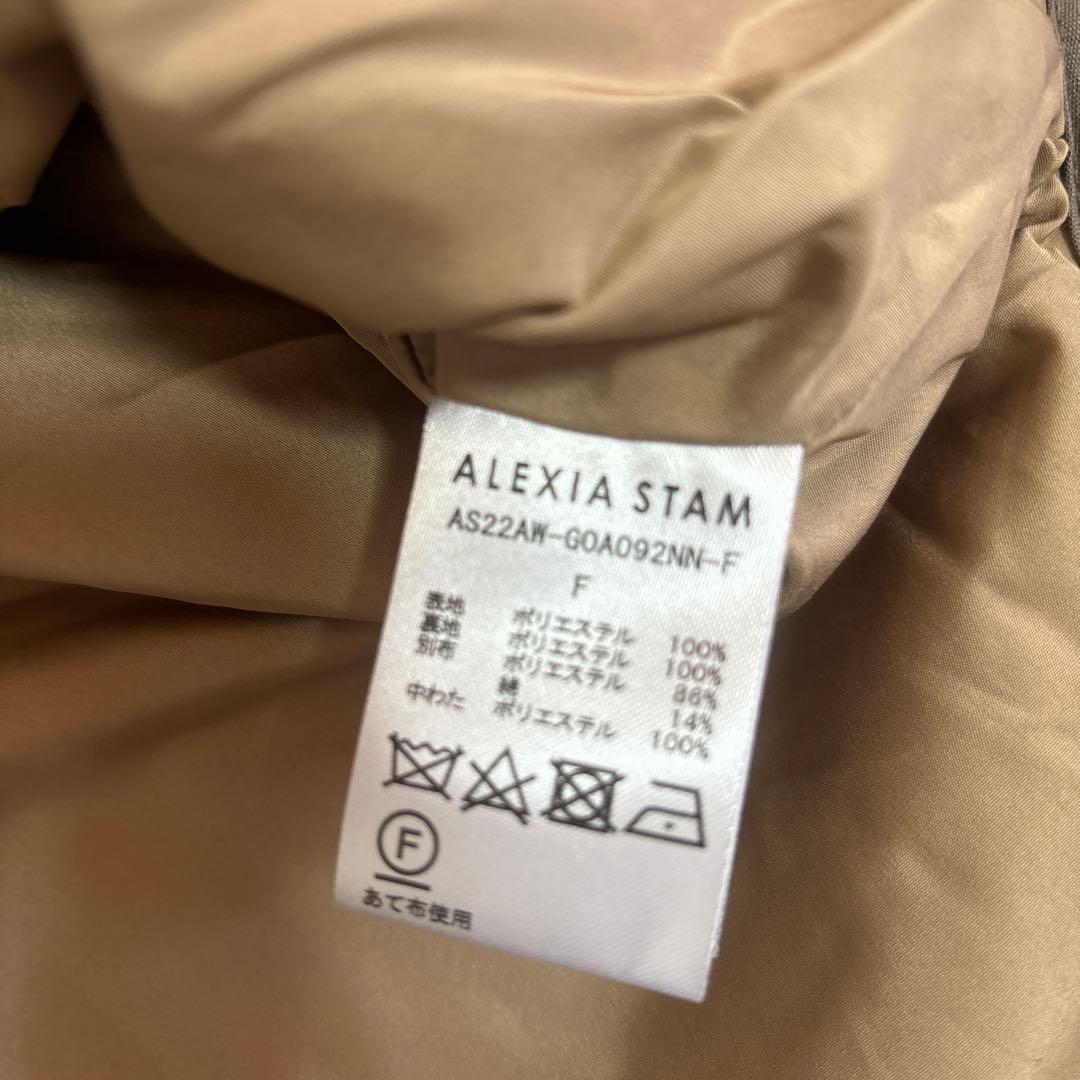 ALEXIA STAM
AS22AW-GOA092NN-F
F
表地 ポリエステル 100%
裏地 ポリエステル 100%
別布 ポリエステル 86%
綿 14%
中わた ポリエステル 100%
F
あて布使用